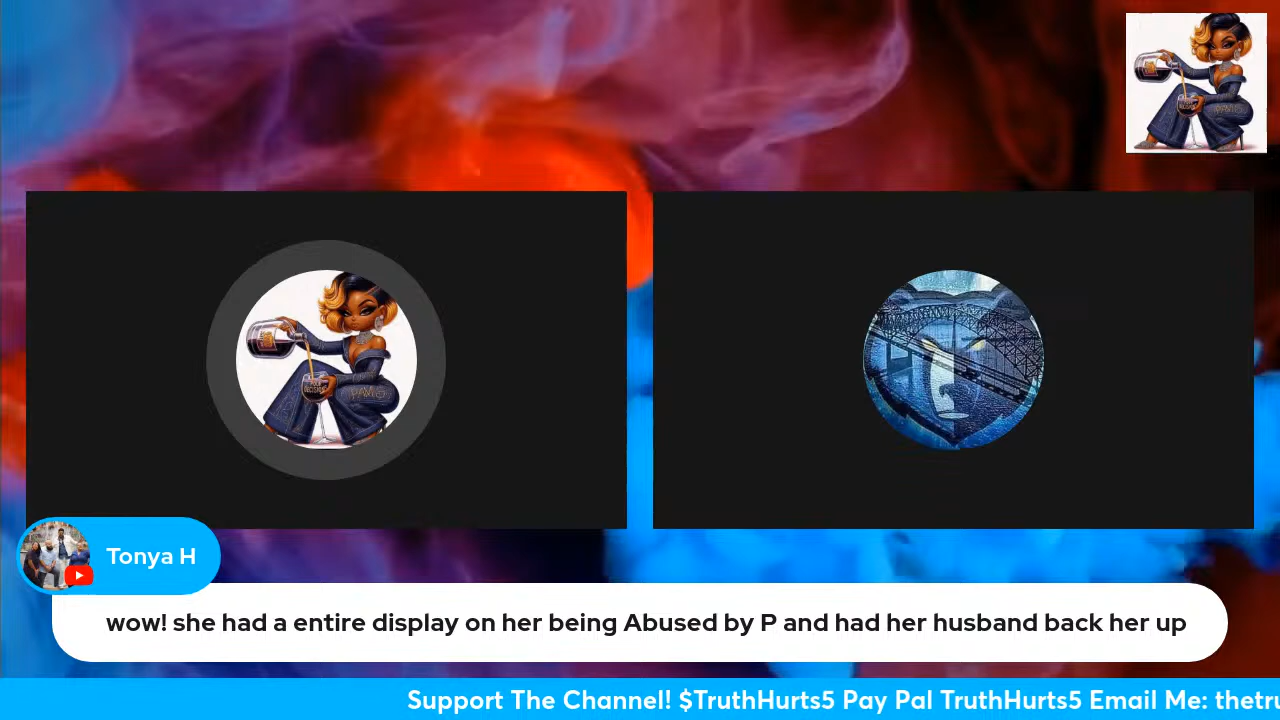 Tonya H
wow! she had a entire display on her being Abused by P and had her husband back her up
Support The Channel! $TruthHurts5 Pay Pal TruthHurts5 Email Me: thetru